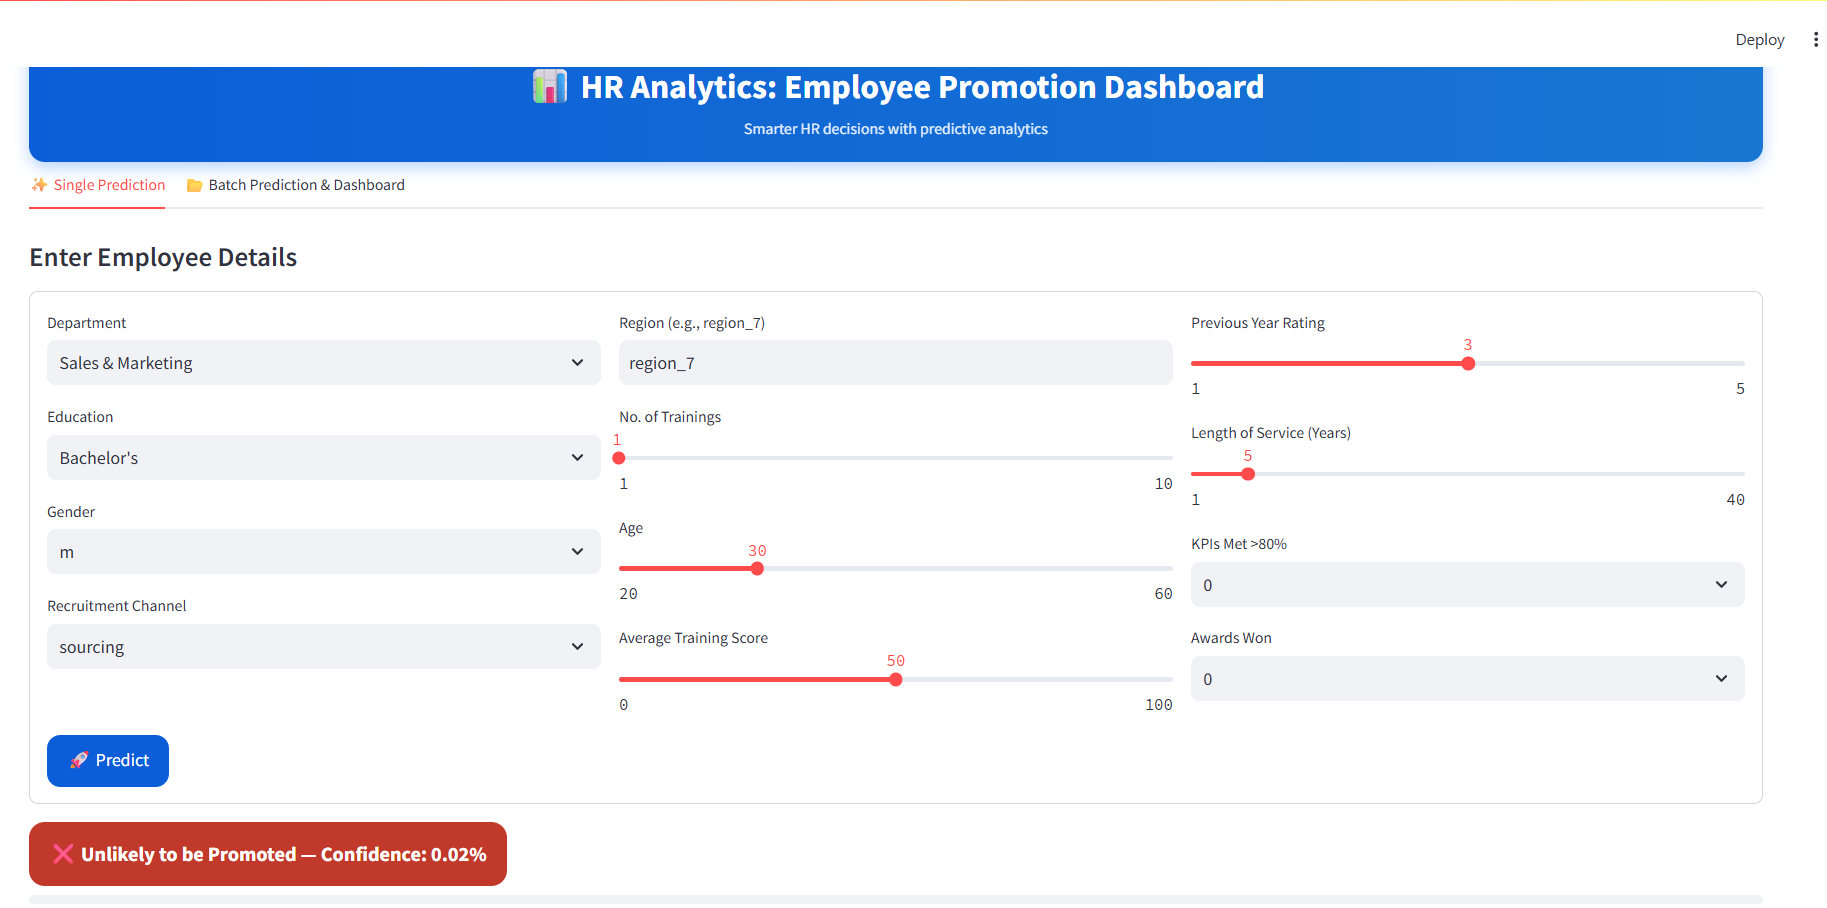 Deploy
HR Analytics: Employee Promotion Dashboard
Smarter HR decisions with predictive analytics
Single Prediction
Batch Prediction & Dashboard
Enter Employee Details
Department
Sales & Marketing
Education
Bachelor's
Gender
m
Recruitment Channel
sourcing
Region (e.g., region_7)
region_7
No. of Trainings
1
1 10
Age
30
20 60
Average Training Score
50
0 100
Previous Year Rating
3
1 5
Length of Service (Years)
5
1 40
KPIs Met >80%
0
Awards Won
0
Predict
Unlikely to be Promoted — Confidence: 0.02%